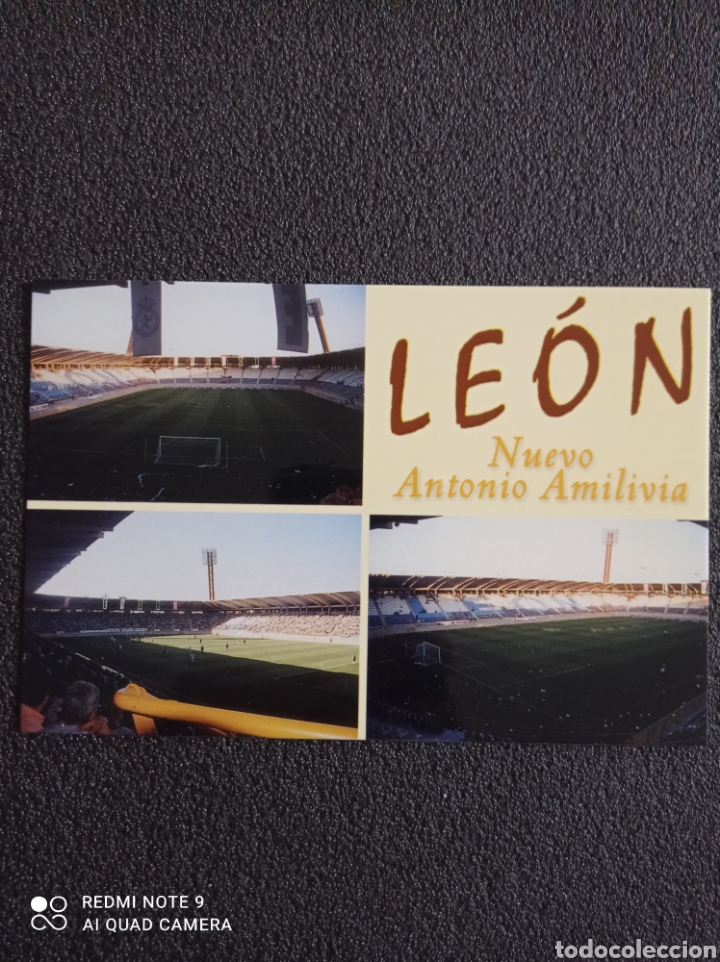 LEÓN
Nuevo
Antonio Amilivia
REDMI NOTE 9
AI QUAD CAMERA
todocoleccion